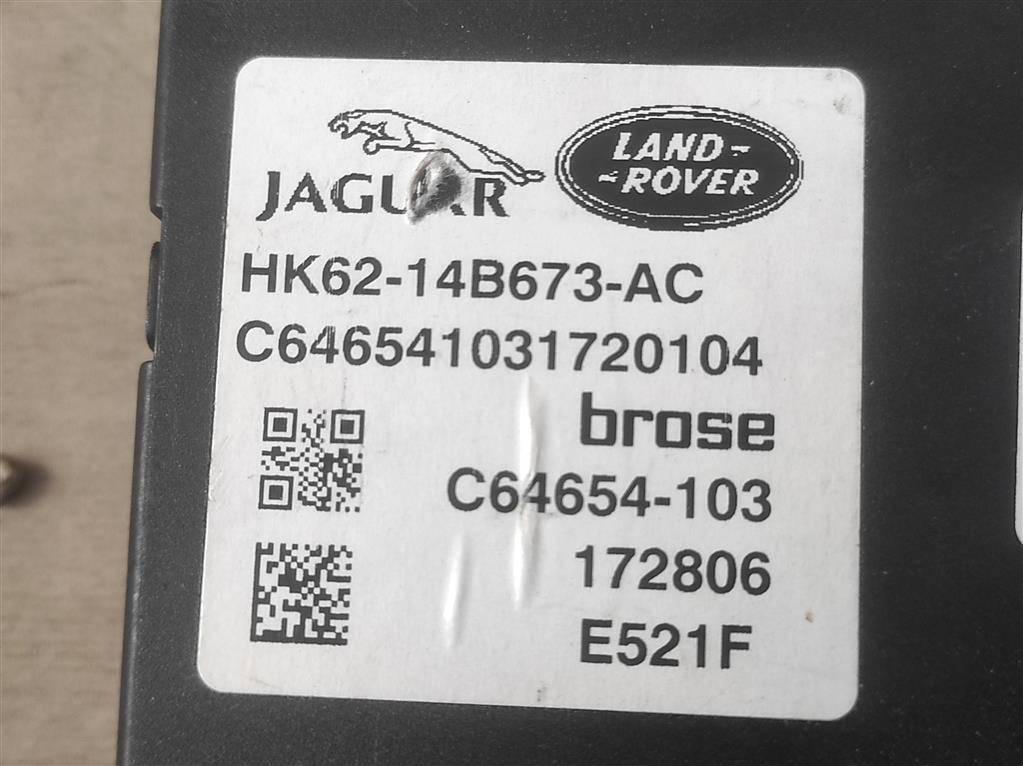 JAGUAR
LAND-
-ROVER
HK62-14B673-AC
C646541031720104
brose
C64654-103
172806
E521F